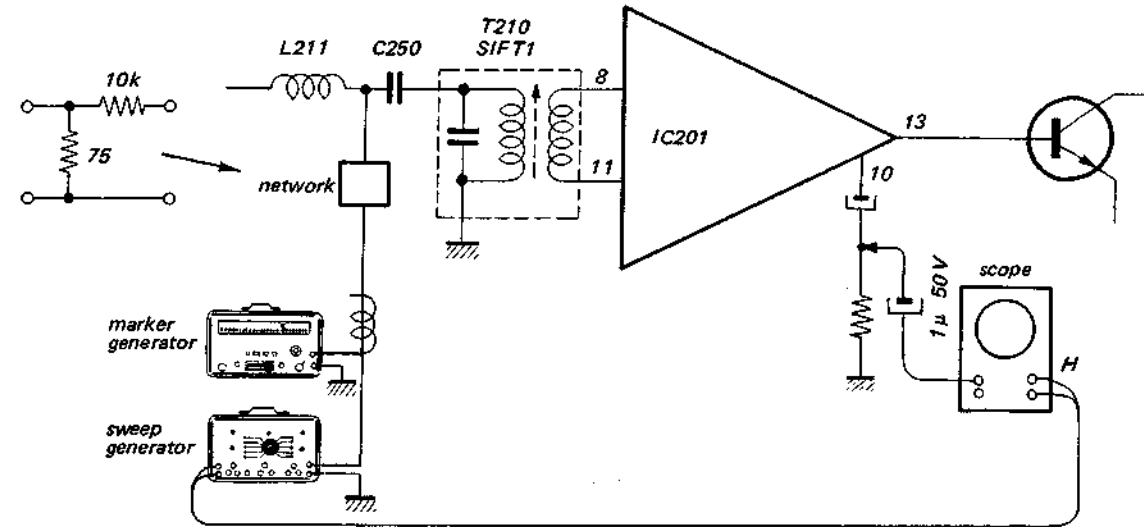 T210
SIFT1
L211
C250
10k
75
8
11
IC201
13
10
network
1μ 50V
scope
H
marker
generator
sweep
generator